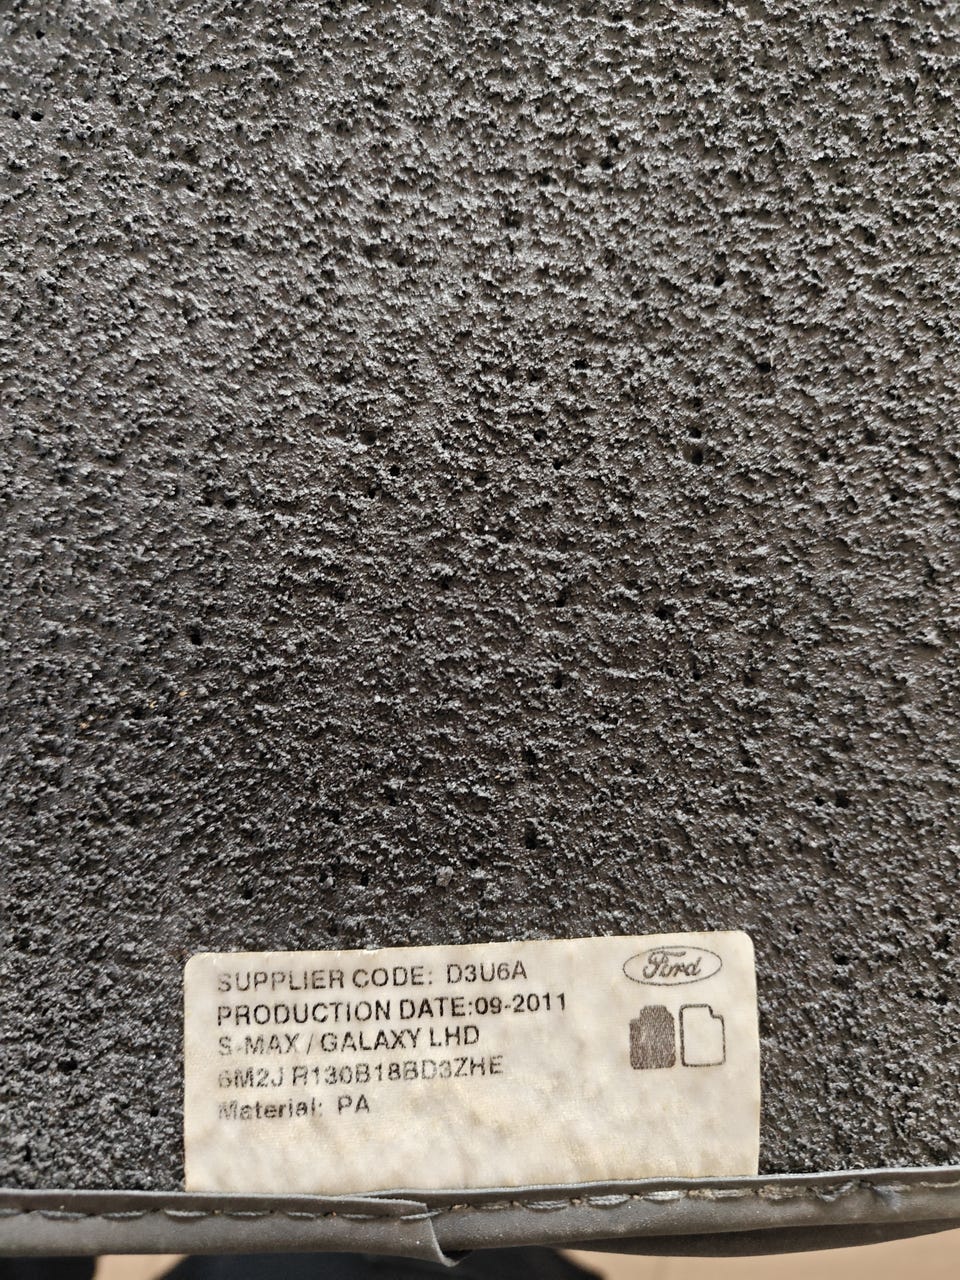 SUPPLIER CODE: D3U6A
Ford
PRODUCTION DATE:09-2011
S-MAX / GALAXY LHD
6M2J R130B18BD3ZHE
Material: PA